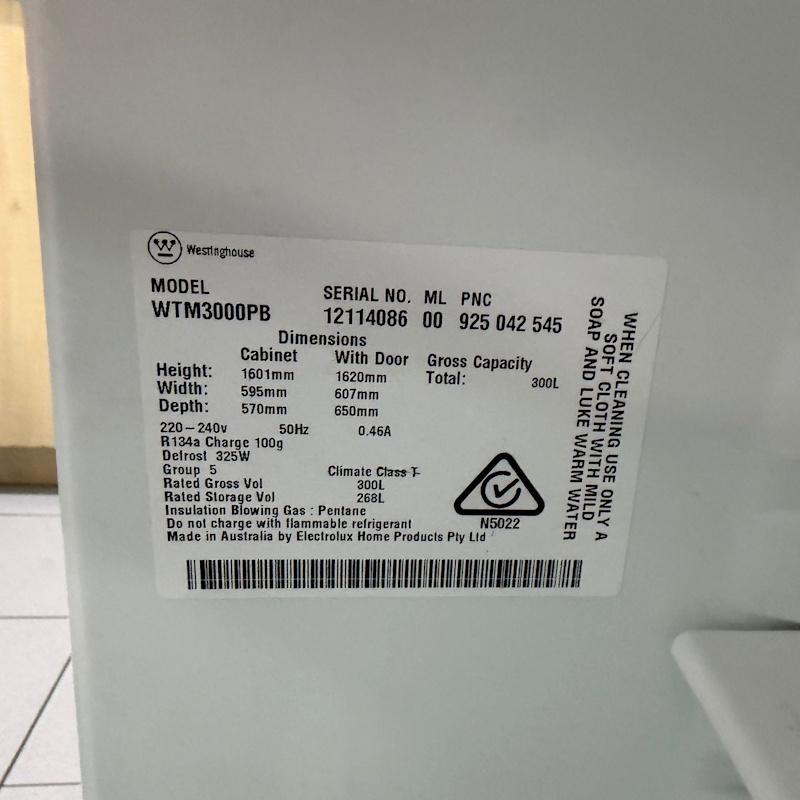 Westinghouse
MODEL
WTM3000PB
SERIAL NO. ML PNC
12114086 00 925 042 545
Dimensions
Cabinet With Door Gross Capacity
Height: 1601mm 1620mm Total: 300L
Width: 595mm 607mm
Depth: 570mm 650mm
220-240v 50Hz 0.46A
R134a Charge 100g
Defrost 325W
Group 5 Climate Class T
Rated Gross Vol 300L
Rated Storage Vol 268L
Insulation Blowing Gas : Pentane
Do not charge with flammable refrigerant
Made in Australia by Electrolux Home Products Pty Ltd
N5022
WHEN CLEANING USE ONLY A
SOFT CLOTH WITH MILD
SOAP AND LUKE WARM WATER